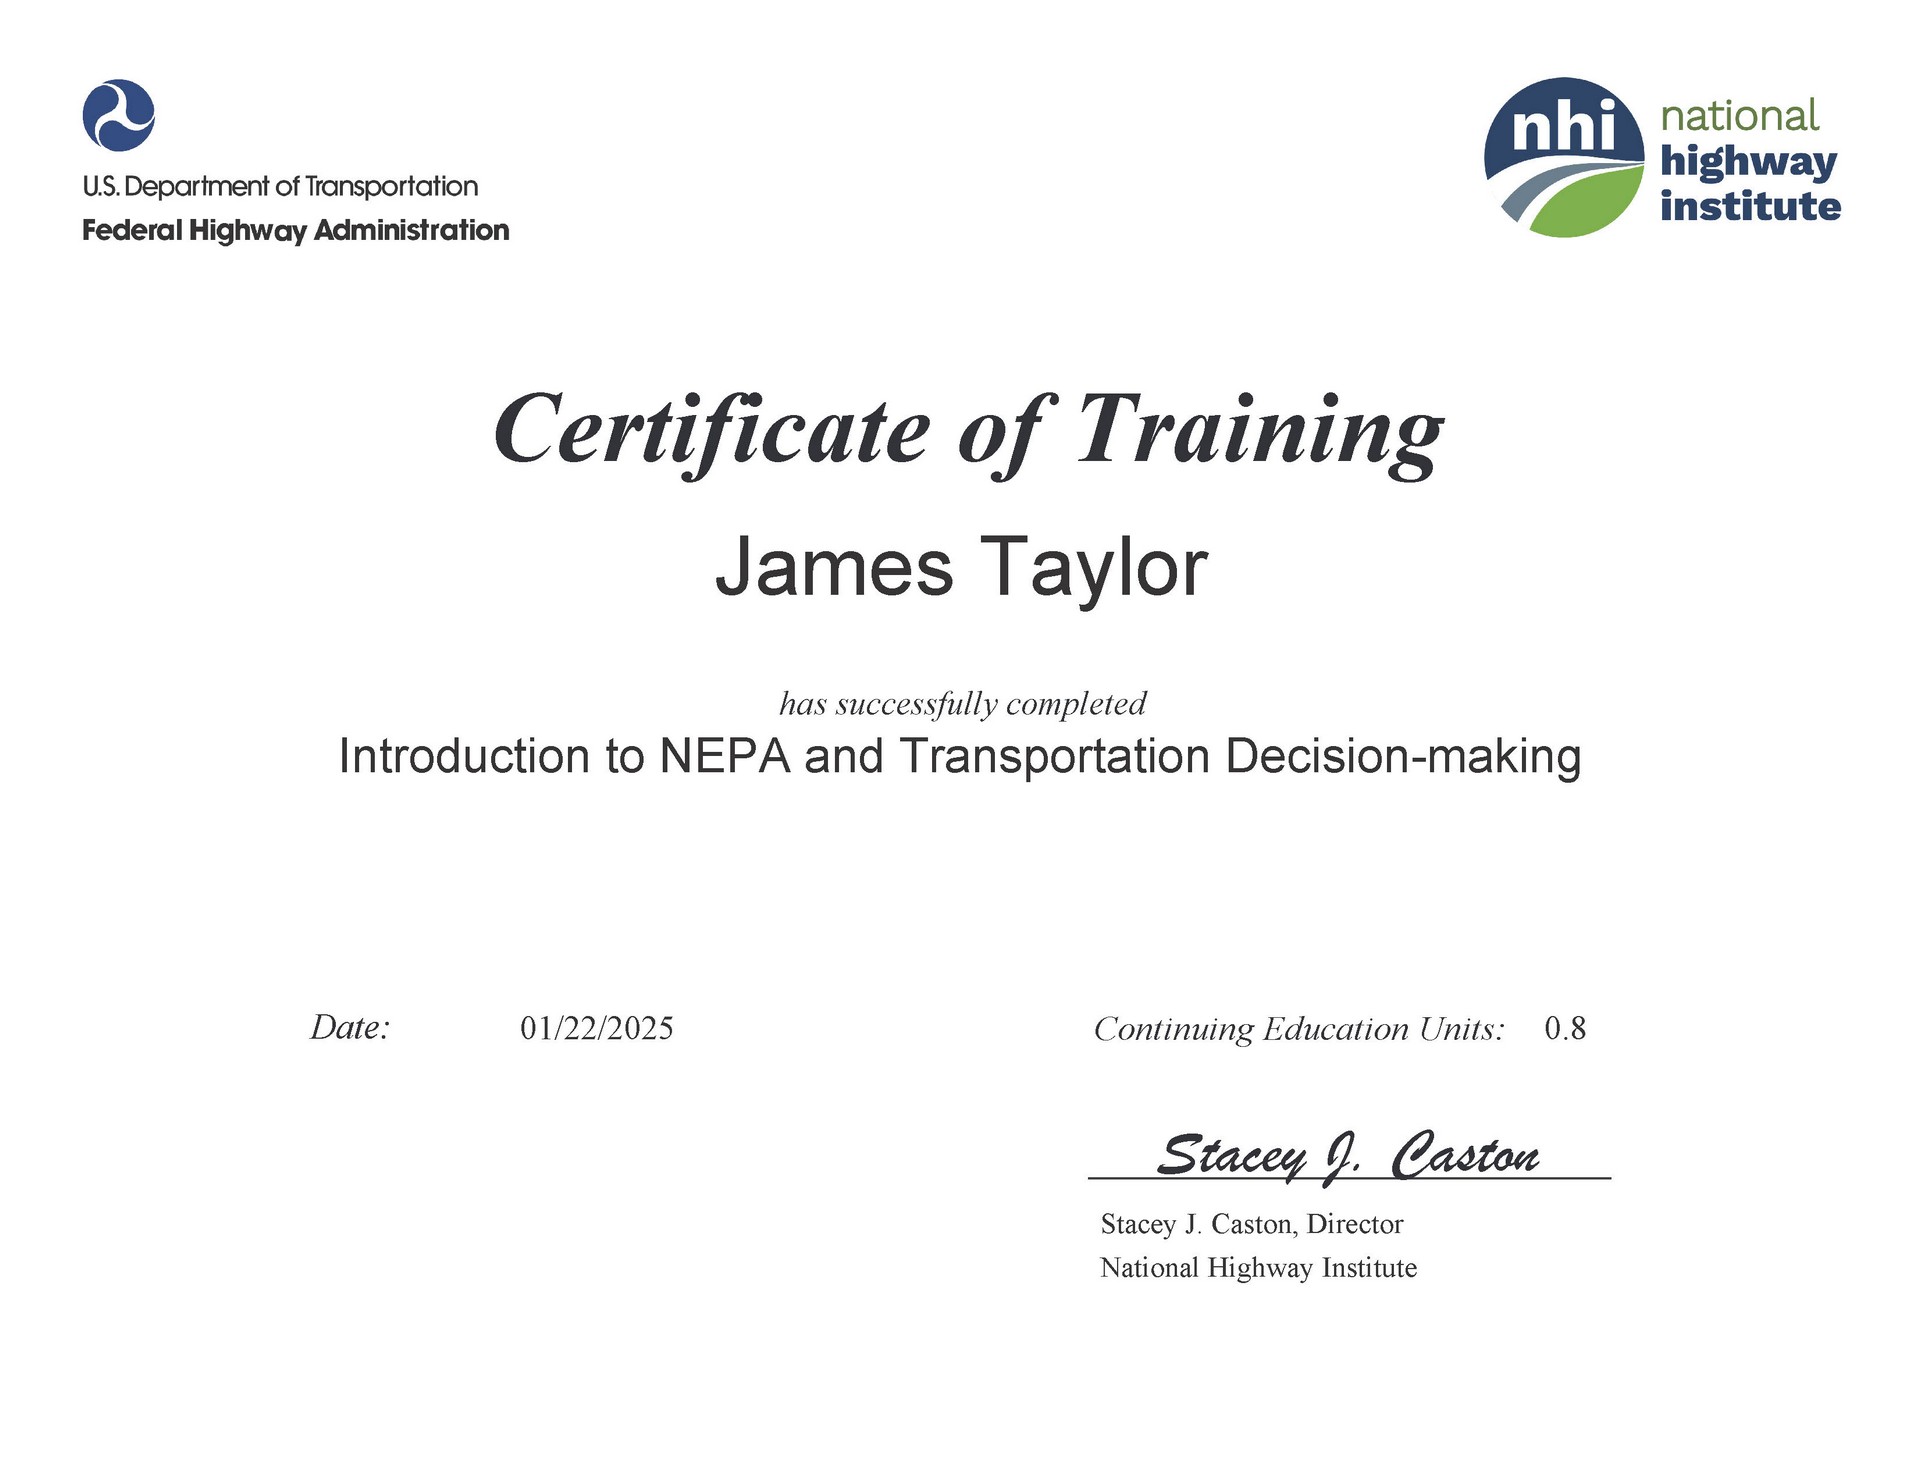 U.S. Department of Transportation
Federal Highway Administration
nhi
national
highway
institute
Certificate of Training
James Taylor
has successfully completed
Introduction to NEPA and Transportation Decision-making
Date: 01/22/2025
Continuing Education Units: 0.8
Stacey J. Caston
Stacey J. Caston, Director
National Highway Institute